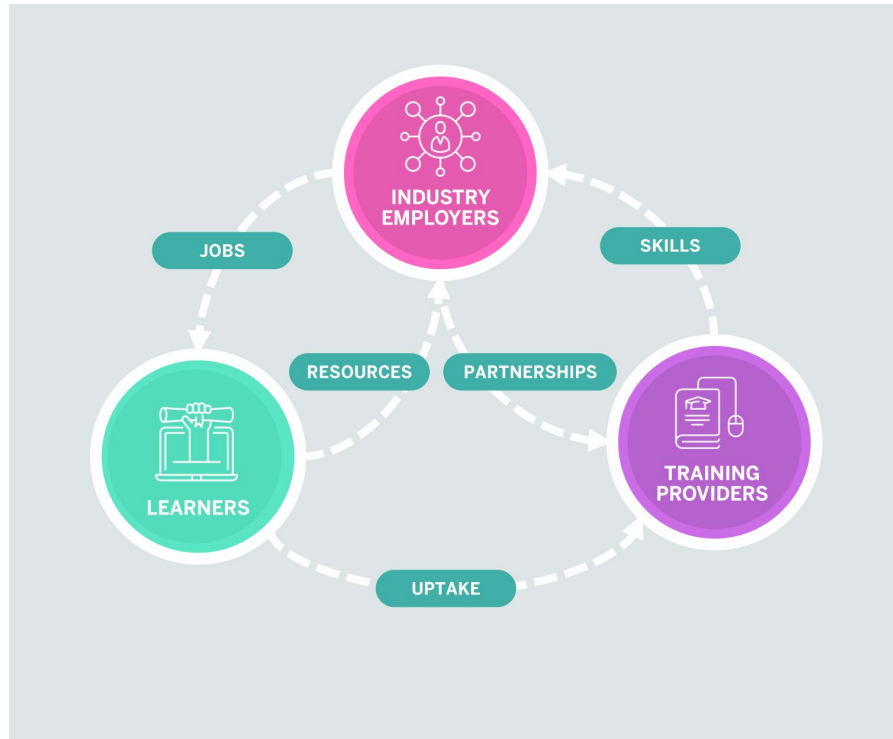 INDUSTRY
EMPLOYERS
JOBS
SKILLS
RESOURCES
PARTNERSHIPS
LEARNERS
TRAINING
PROVIDERS
UPTAKE